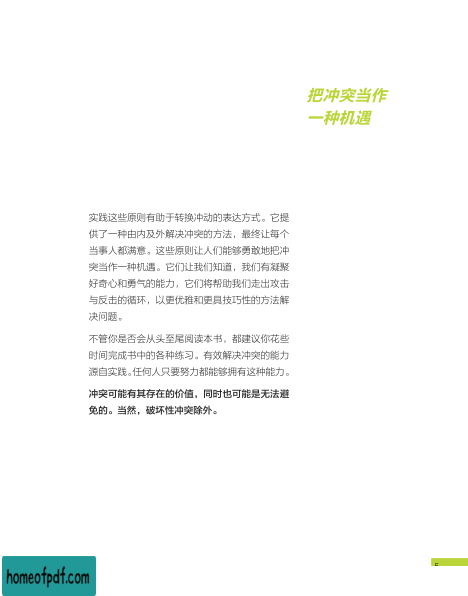 把冲突当作
一种机遇
实践这些原则有助于转换冲动的表达方式。它提
供了一种由内及外解决冲突的方法，最终让每个
当事人都满意。这些原则让人们能够勇敢地把冲
突当作一种机遇。它们让我们知道，我们有凝聚
好奇心和勇气的能力，它们将帮助我们走出攻击
与反击的循环，以更优雅和更具技巧性的方法解
决问题。
不管你是否会从头至尾阅读本书，都建议你花些
时间完成书中的各种练习。有效解决冲突的能力
源自实践。任何人只要努力都能够拥有这种能力。
冲突可能有其存在的价值，同时也可能是无法避
免的。当然，破坏性冲突除外。
homeofpdf.com